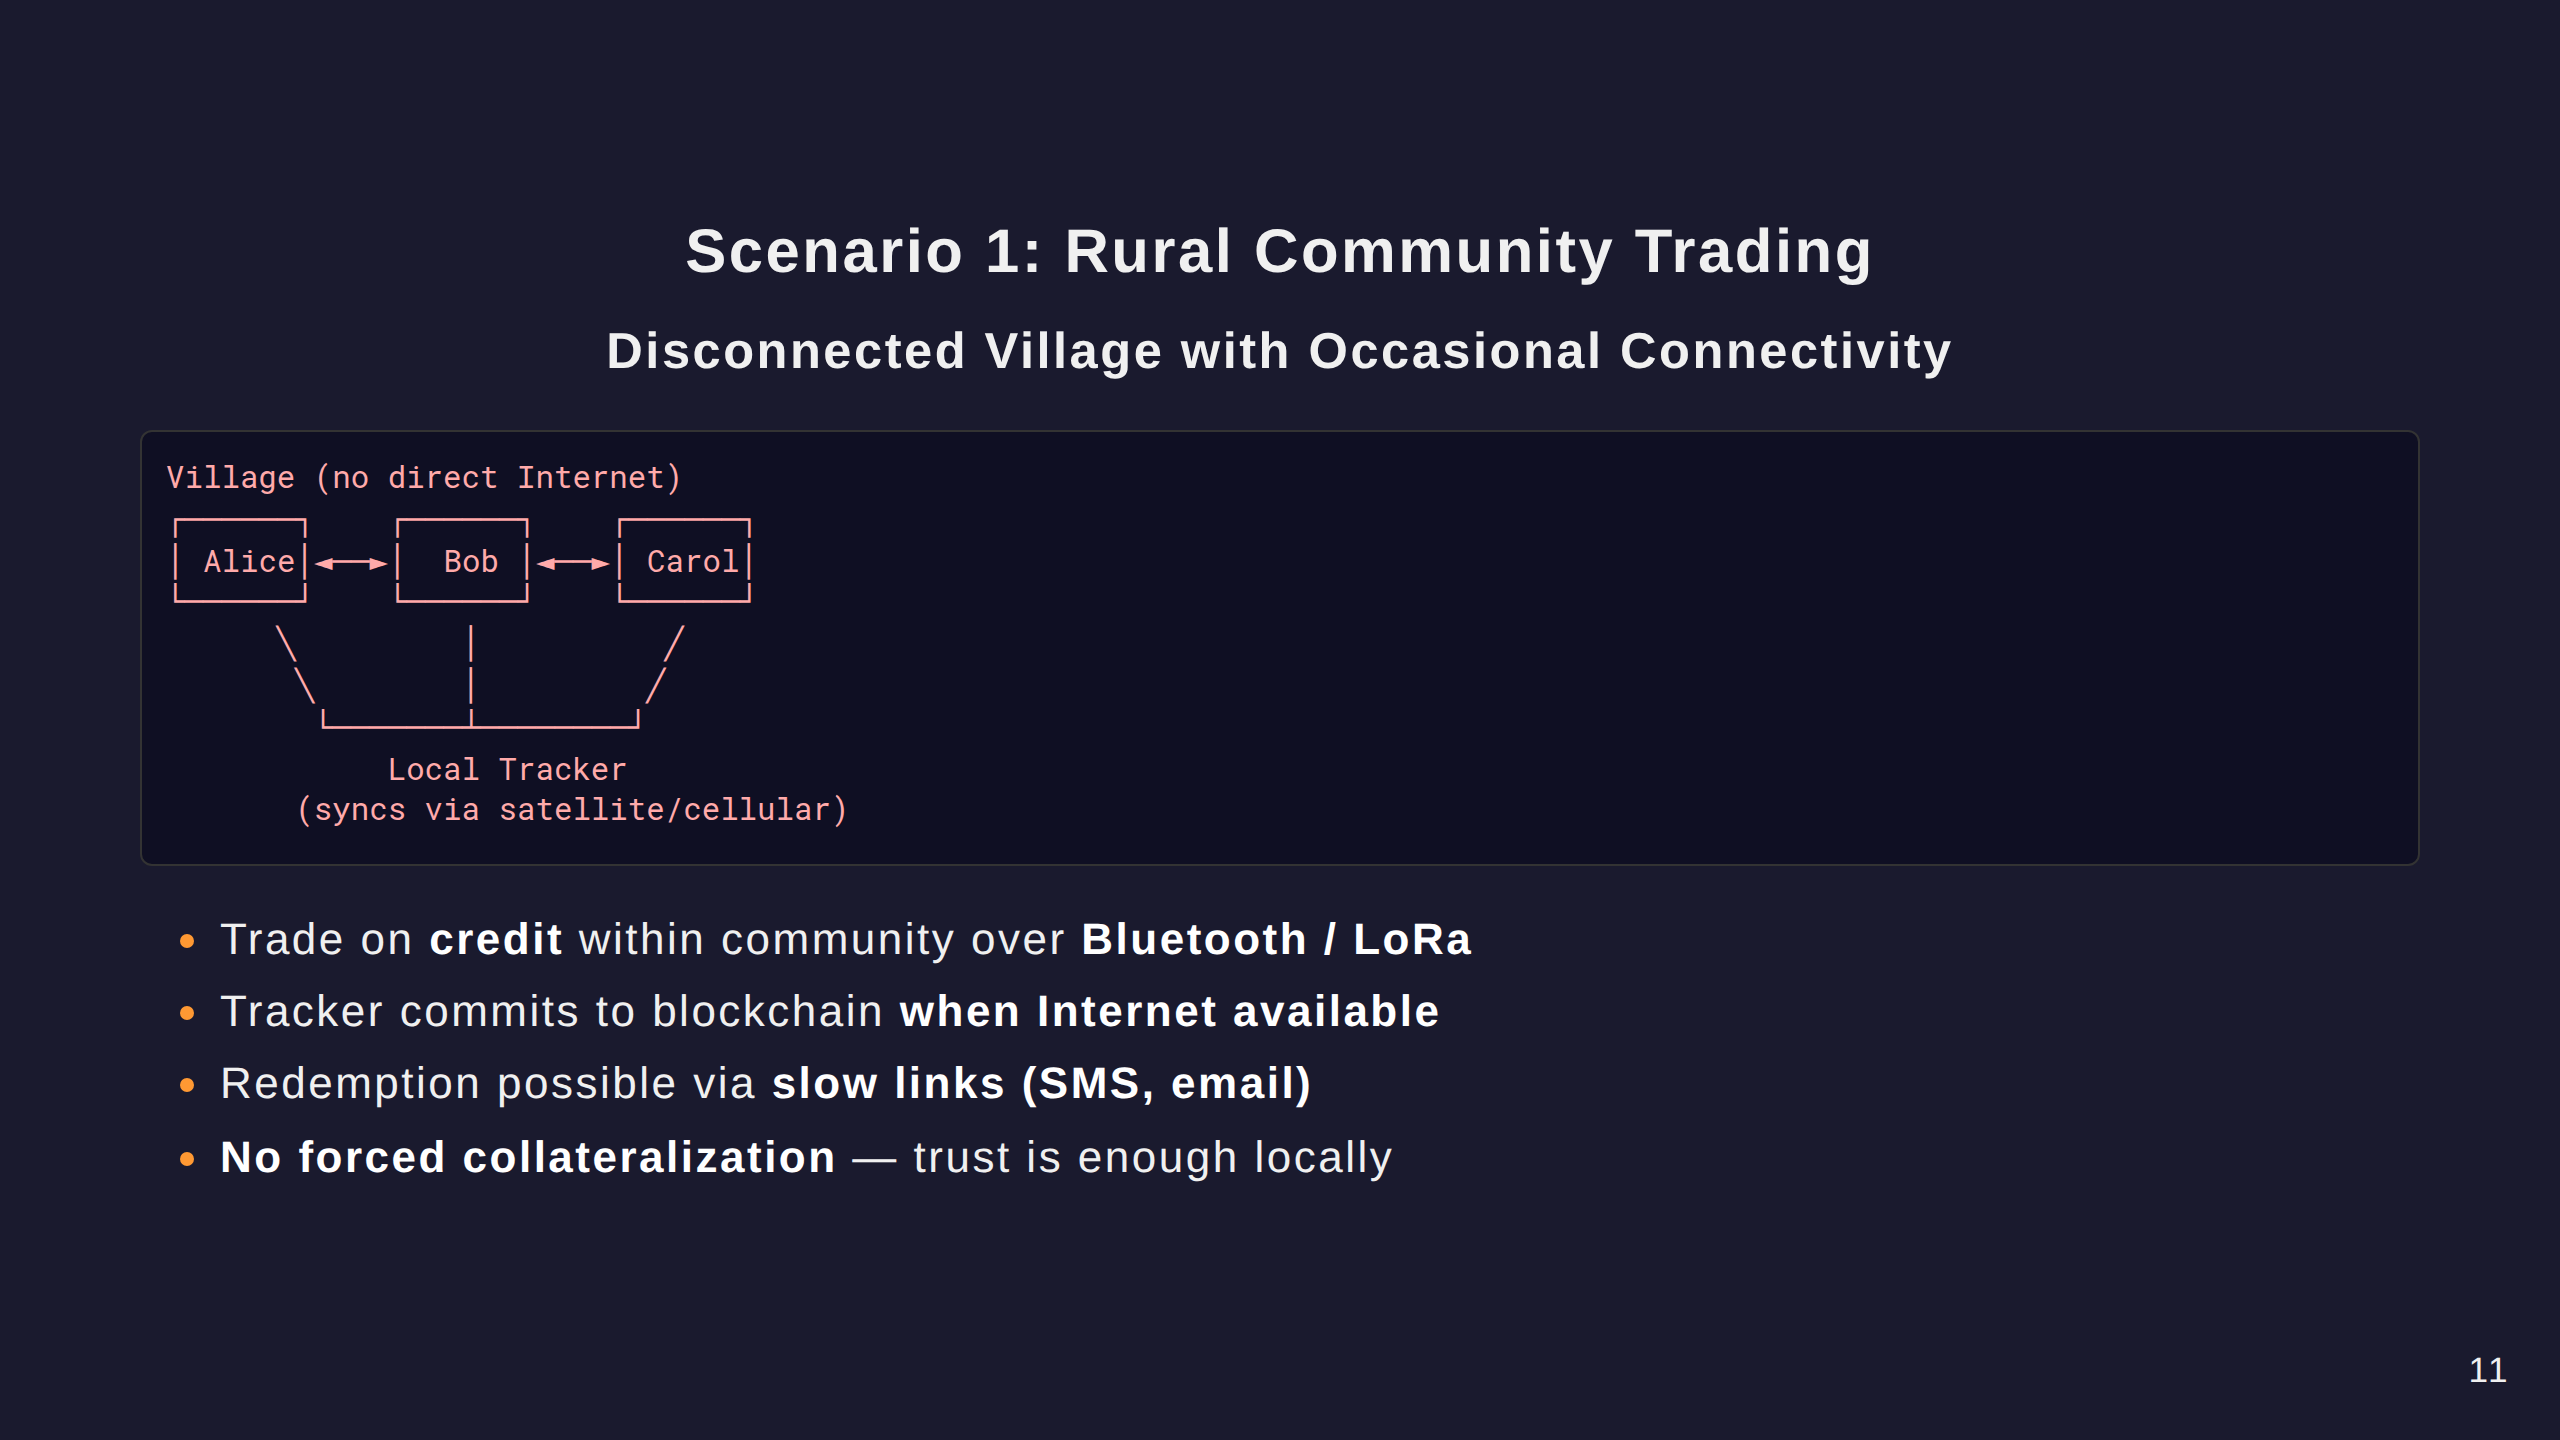 Scenario 1: Rural Community Trading
Disconnected Village with Occasional Connectivity
Village (no direct Internet)
Alice Bob Carol
Local Tracker
(syncs via satellite/cellular)
Trade on credit within community over Bluetooth / LoRa
Tracker commits to blockchain when Internet available
Redemption possible via slow links (SMS, email)
No forced collateralization — trust is enough locally
11